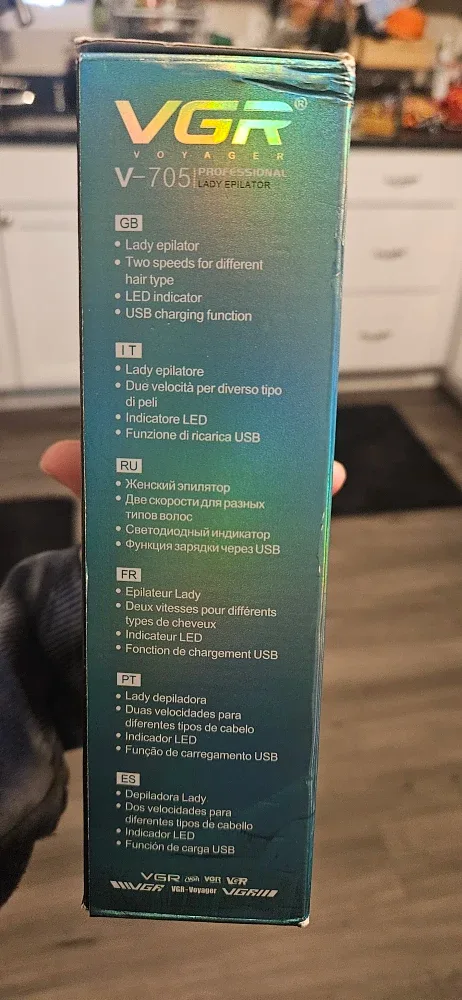 VGR®
VOYAGER
V-705 PROFESSIONAL
LADY EPILATOR
GB
• Lady epilator
• Two speeds for different
hair type
• LED indicator
• USB charging function
IT
• Lady epilatore
• Due velocità per diverso tipo
di peli
• Indicatore LED
• Funzione di ricarica USB
RU
• Женский эпилятор
• Две скорости для разных
типов волос
• Светодиодный индикатор
• Функция зарядки через USB
FR
• Epilateur Lady
• Deux vitesses pour différents
types de cheveux
• Indicateur LED
• Fonction de chargement USB
PT
• Lady depiladora
• Duas velocidades para
diferentes tipos de cabelo
• Indicador LED
• Função de carregamento USB
ES
• Depiladora Lady
• Dos velocidades para
diferentes tipos de cabello
• Indicador LED
• Función de carga USB
VGR VGR VGR VGR
VGR VGR-Voyager VGR